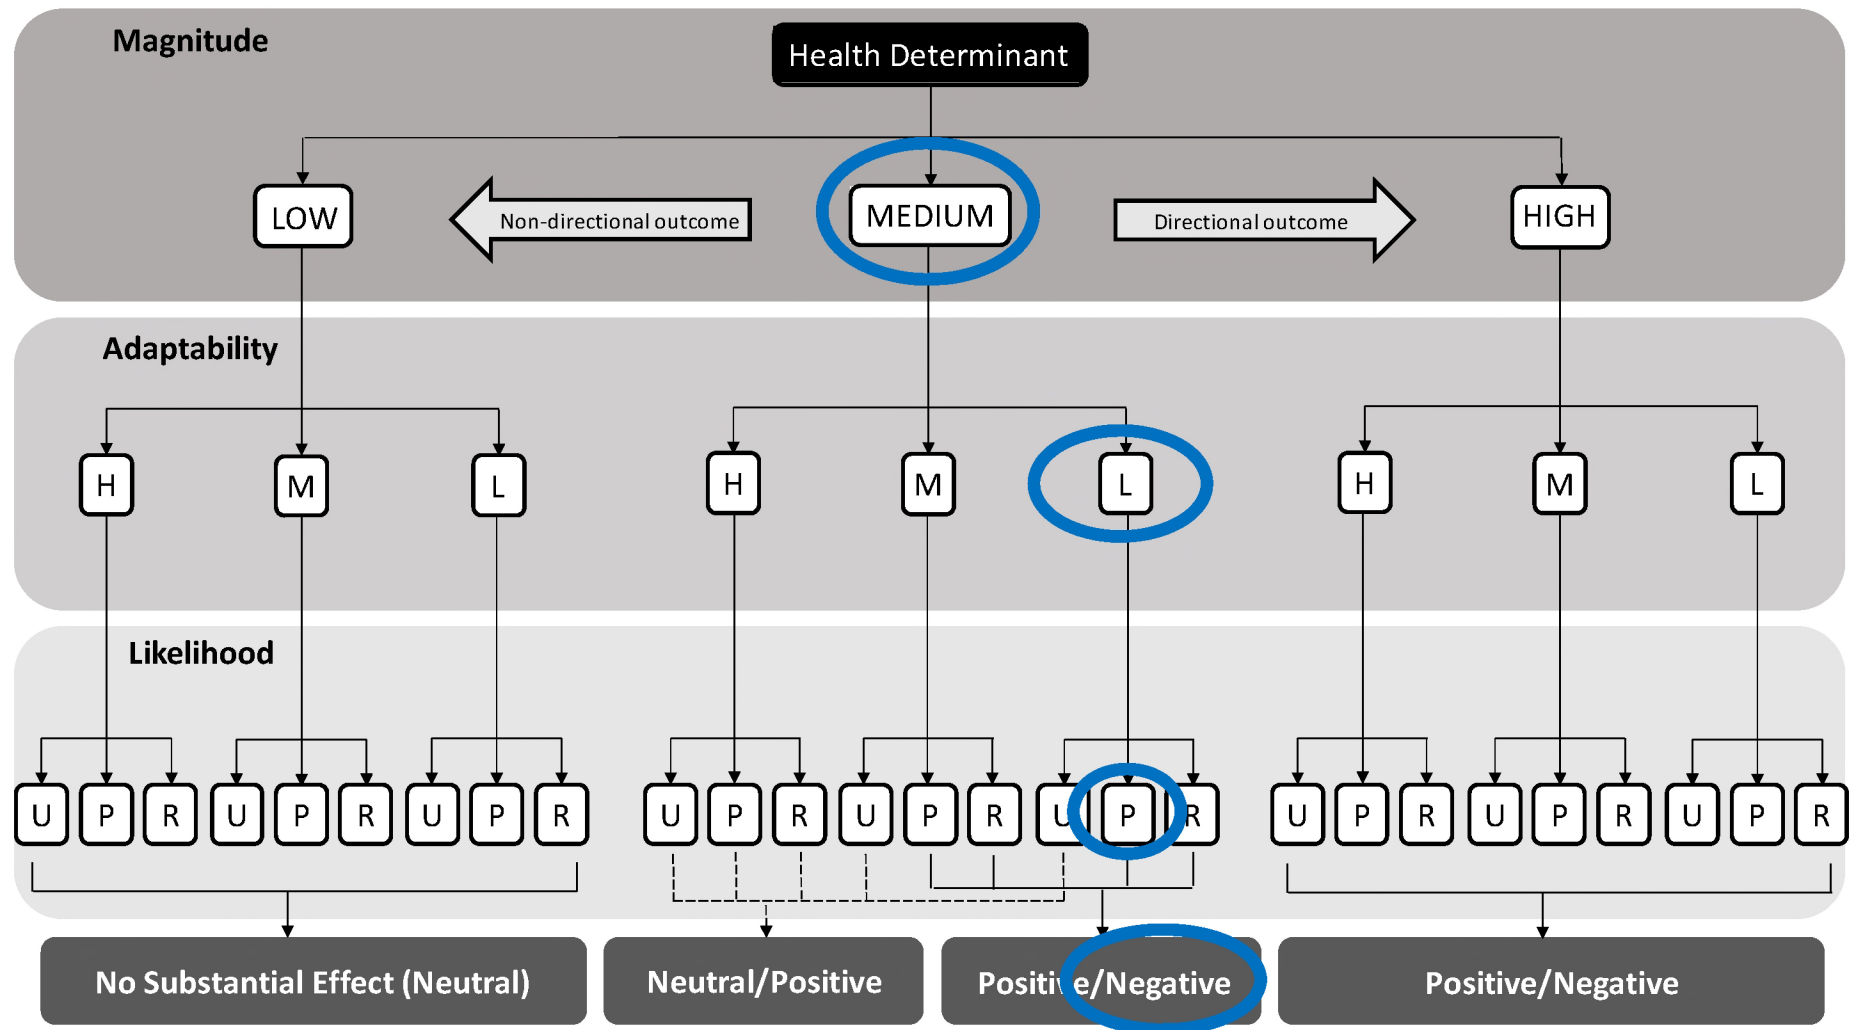 Magnitude
Health Determinant
LOW
Non-directional outcome
MEDIUM
Directional outcome
HIGH
Adaptability
H M L H M L H M L
Likelihood
U P R U P R U P R U P R U P R U P R U P R U P R U P R
No Substantial Effect (Neutral)
Neutral/Positive
Positive/Negative
Positive/Negative